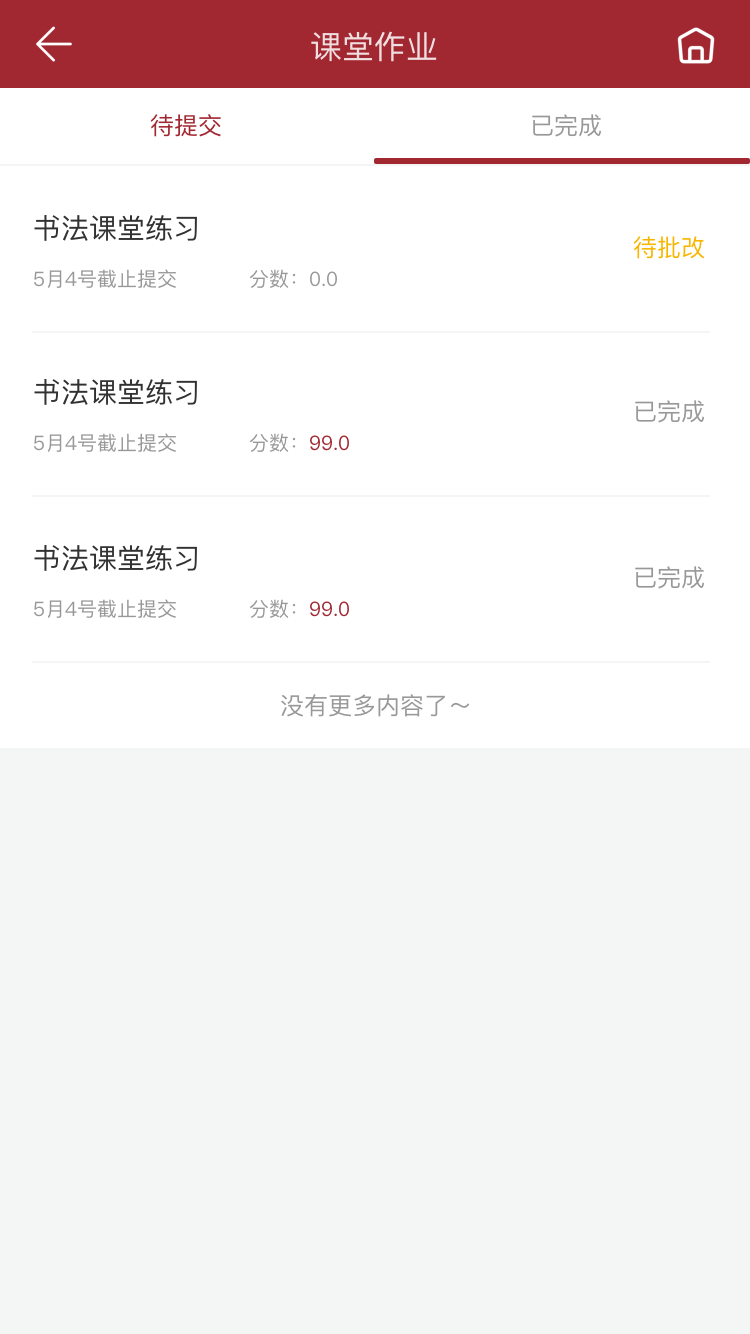 课堂作业
待提交 已完成
书法课堂练习
待批改
5月4号截止提交 分数：0.0
书法课堂练习
已完成
5月4号截止提交 分数：99.0
书法课堂练习
已完成
5月4号截止提交 分数：99.0
没有更多内容了～